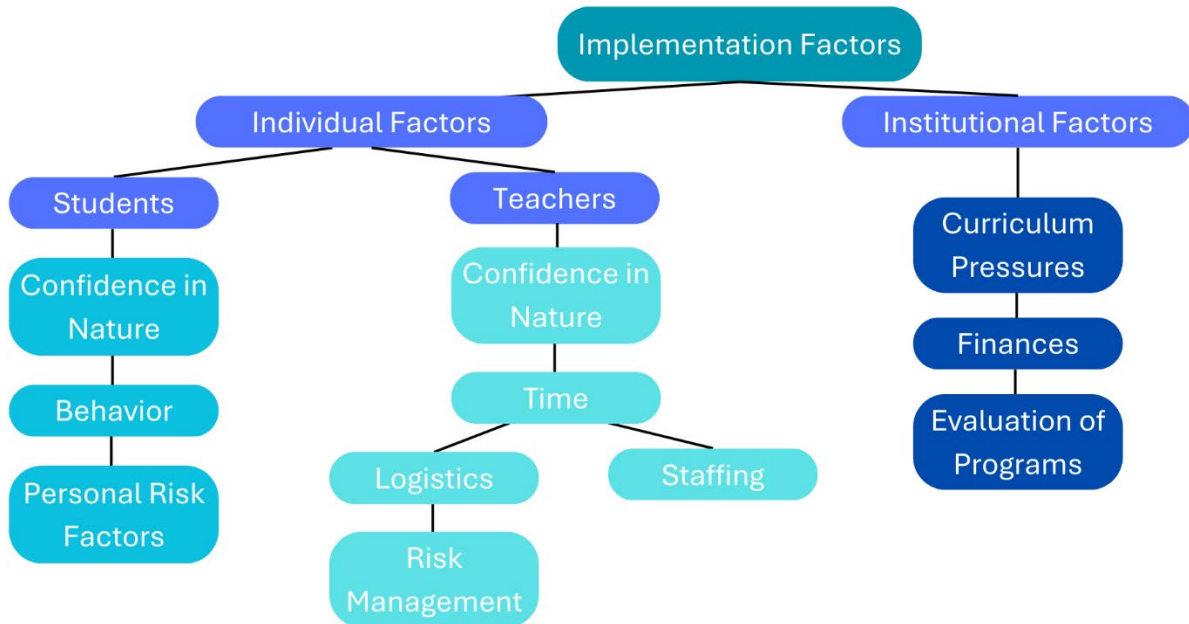 Implementation Factors
Individual Factors
Institutional Factors
Students
Teachers
Curriculum
Pressures
Confidence in
Nature
Confidence in
Nature
Finances
Behavior
Time
Evaluation of
Programs
Logistics
Staffing
Personal Risk
Factors
Risk
Management